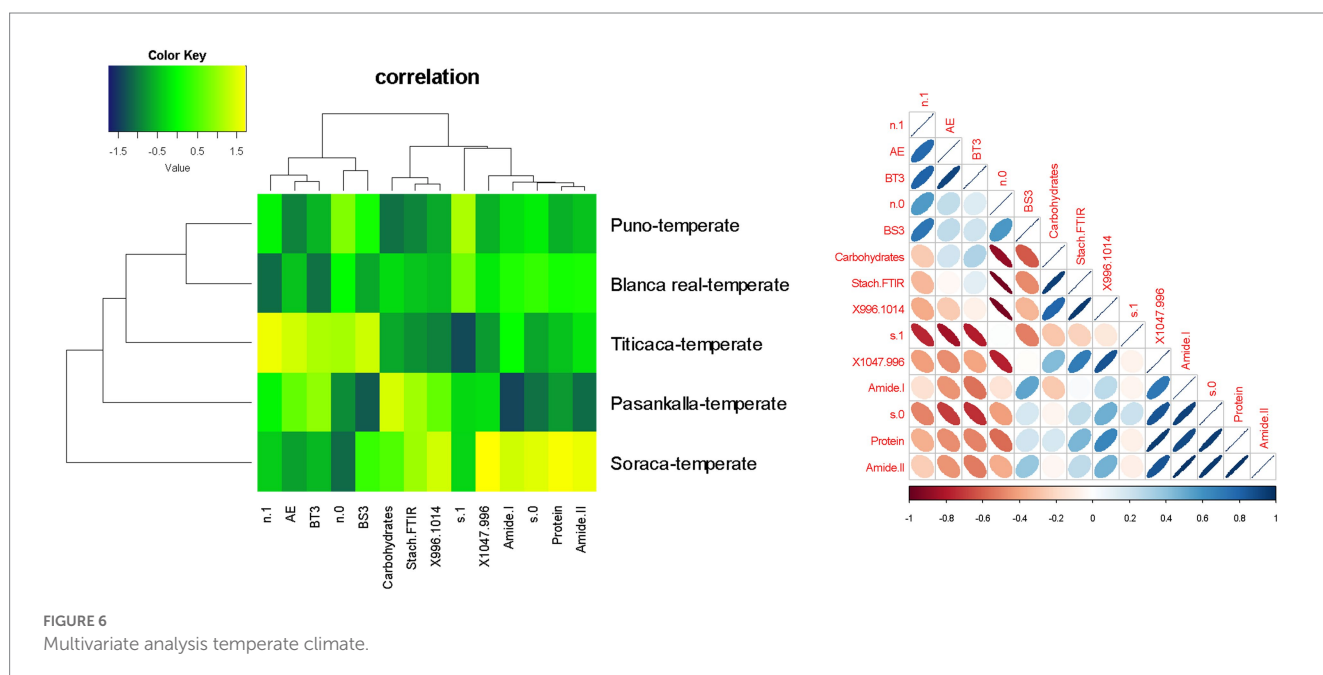 Color Key
-1.5 -0.5 0.5 1.5
Value
correlation
Puno-temperate
Blanca real-temperate
Titicaca-temperate
Pasankalla-temperate
Soraca-temperate
n.1
AE
BT3
n.0
BS3
Carbohydrates
Stach.FTIR
X996.1014
s.1
X1047.996
Amide.I
s.0
Protein
Amide.II
n.1
AE
BT3
n.0
BS3
Carbohydrates
Stach.FTIR
X996.1014
s.1
X1047.996
Amide.I
s.0
Protein
Amide.II
n.1
AE
BT3
n.0
BS3
Carbohydrates
Stach.FTIR
X996.1014
s.1
X1047.996
Amide.I
s.0
Protein
Amide.II
-1 -0.8 -0.6 -0.4 -0.2 0 0.2 0.4 0.6 0.8 1
FIGURE 6
Multivariate analysis temperate climate.